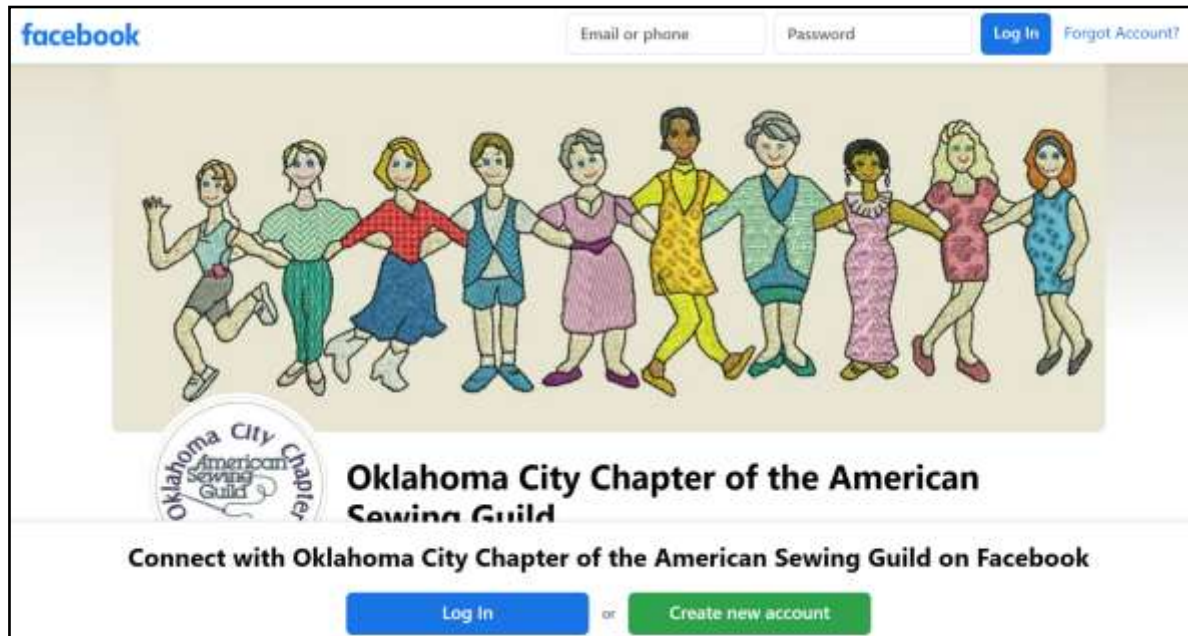 facebook
Email or phone
Password
Log In
Forgot Account?
Oklahoma City Chapter
American
Sewing
Guild
Oklahoma City Chapter of the American
Sewing Guild
Connect with Oklahoma City Chapter of the American Sewing Guild on Facebook
Log In
or
Create new account